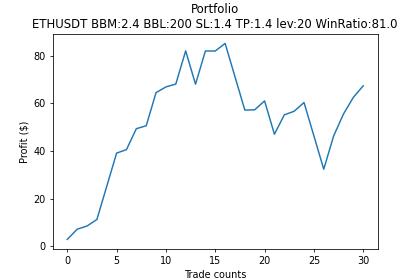 Portfolio
ETHUSDT BBM:2.4 BBL:200 SL:1.4 TP:1.4 lev:20 WinRatio:81.0
80
60
40
20
0
Profit ($)
0 5 10 15 20 25 30
Trade counts